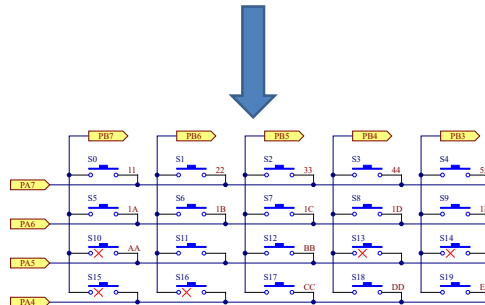 PB7 PB6 PB5 PB4 PB3
S0 S1 S2 S3 S4
11 22 33 44
PA7
S5 S6 S7 S8 S9
1A 1B 1C 1D
PA6
S10 S11 S12 S13 S14
AA BB
PA5
S15 S16 S17 S18 S19
CC DD
PA4